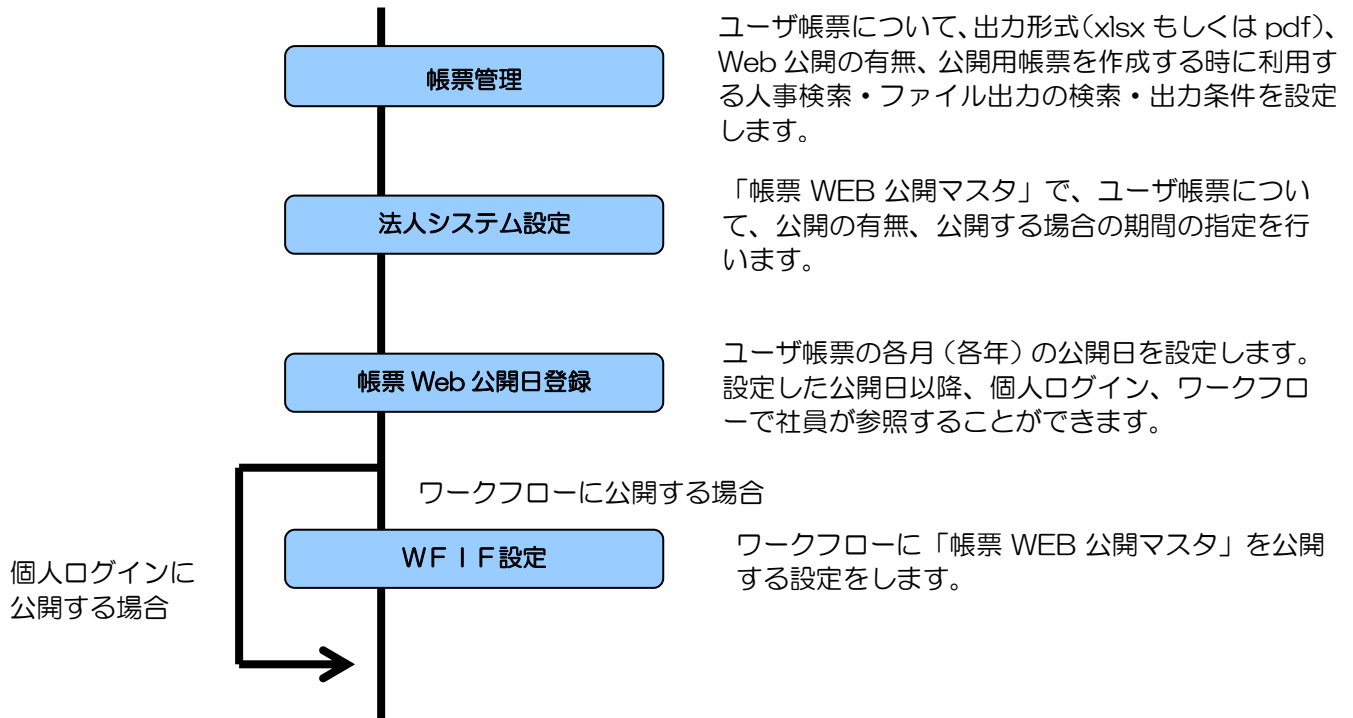 ユーザ帳票について、出力形式（xlsx もしくは pdf）、
Web 公開の有無、公開用帳票を作成する時に利用す
る人事検索・ファイル出力の検索・出力条件を設定
します。
帳票管理
「帳票 WEB 公開マスタ」で、ユーザ帳票につい
て、公開の有無、公開する場合の期間の指定を行
います。
法人システム設定
ユーザ帳票の各月（各年）の公開日を設定します。
設定した公開日以降、個人ログイン、ワークフロ
ーで社員が参照することができます。
帳票 Web 公開日登録
ワークフローに公開する場合
ＷＦＩＦ設定
ワークフローに「帳票 WEB 公開マスタ」を公開
する設定をします。
個人ログインに
公開する場合